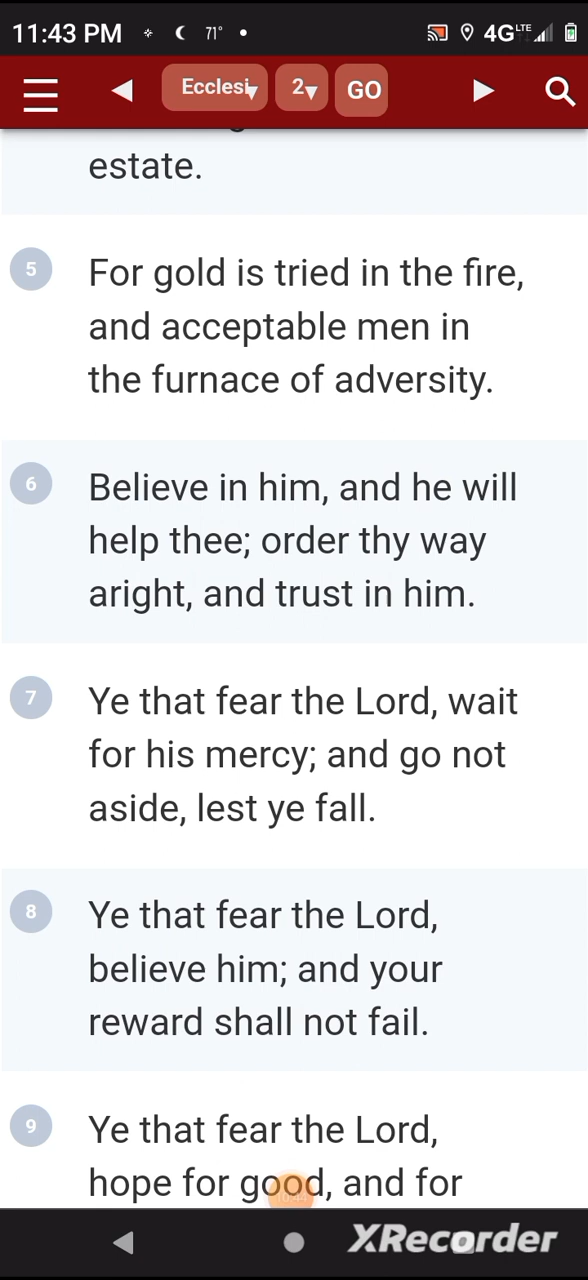 11:43 PM 71° 4G LTE
Ecclesi 2 GO
estate.
5 For gold is tried in the fire,
and acceptable men in
the furnace of adversity.
6 Believe in him, and he will
help thee; order thy way
aright, and trust in him.
7 Ye that fear the Lord, wait
for his mercy; and go not
aside, lest ye fall.
8 Ye that fear the Lord,
believe him; and your
reward shall not fail.
9 Ye that fear the Lord,
hope for good, and for
XRecorder